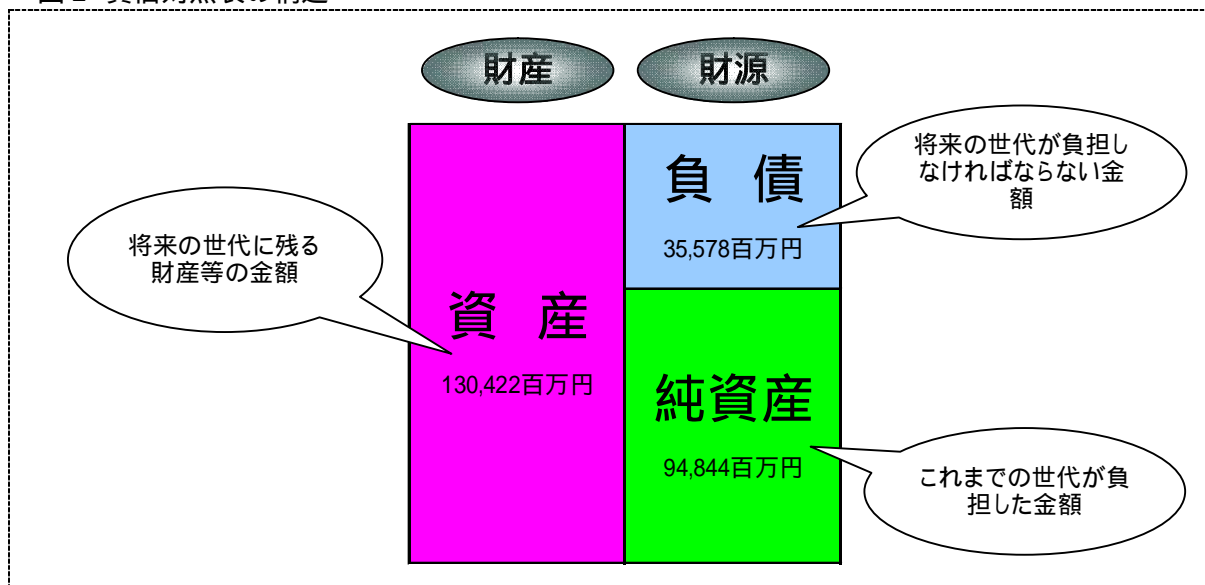 財産
財源
負 債
35,578百万円
将来の世代が負担し
なければならない金
額
将来の世代に残る
財産等の金額
資 産
130,422百万円
純資産
94,844百万円
これまでの世代が負
担した金額